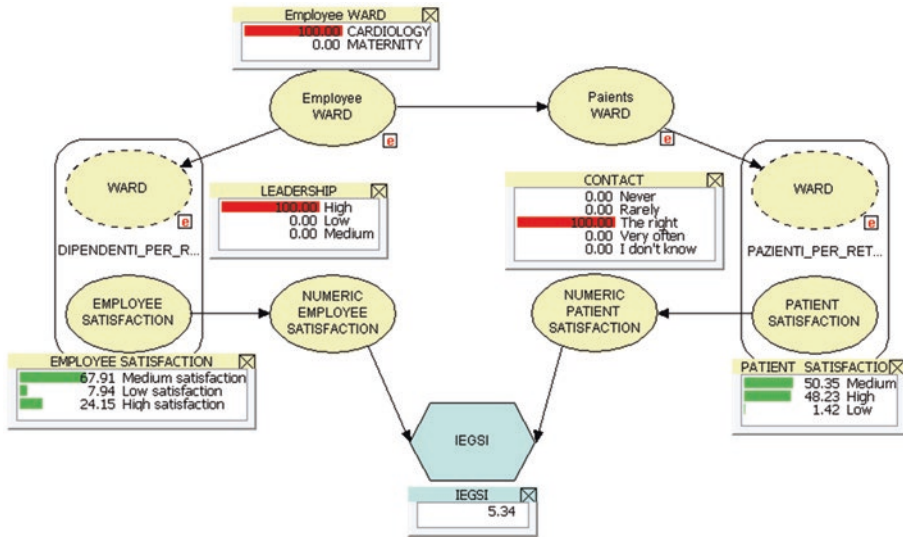 Employee WARD
100.00 CARDIOLOGY
0.00 MATERNITY
Employee
WARD
e
Paients
WARD
e
WARD
e
DIPENDENTI_PER_R...
LEADERSHIP
100.00 High
0.00 Low
0.00 Medium
CONTACT
0.00 Never
0.00 Rarely
100.00 The right
0.00 Very often
0.00 I don't know
WARD
e
PAZIENTI_PER_RET...
EMPLOYEE
SATISFACTION
NUMERIC
EMPLOYEE
SATISFACTION
NUMERIC
PATIENT
SATISFACTION
PATIENT
SATISFACTION
EMPLOYEE SATISFACTION
67.91 Medium satisfaction
7.94 Low satisfaction
24.15 High satisfaction
PATIENT SATISFACTIO
50.35 Medium
48.23 High
1.42 Low
IEGSI
IEGSI
5.34